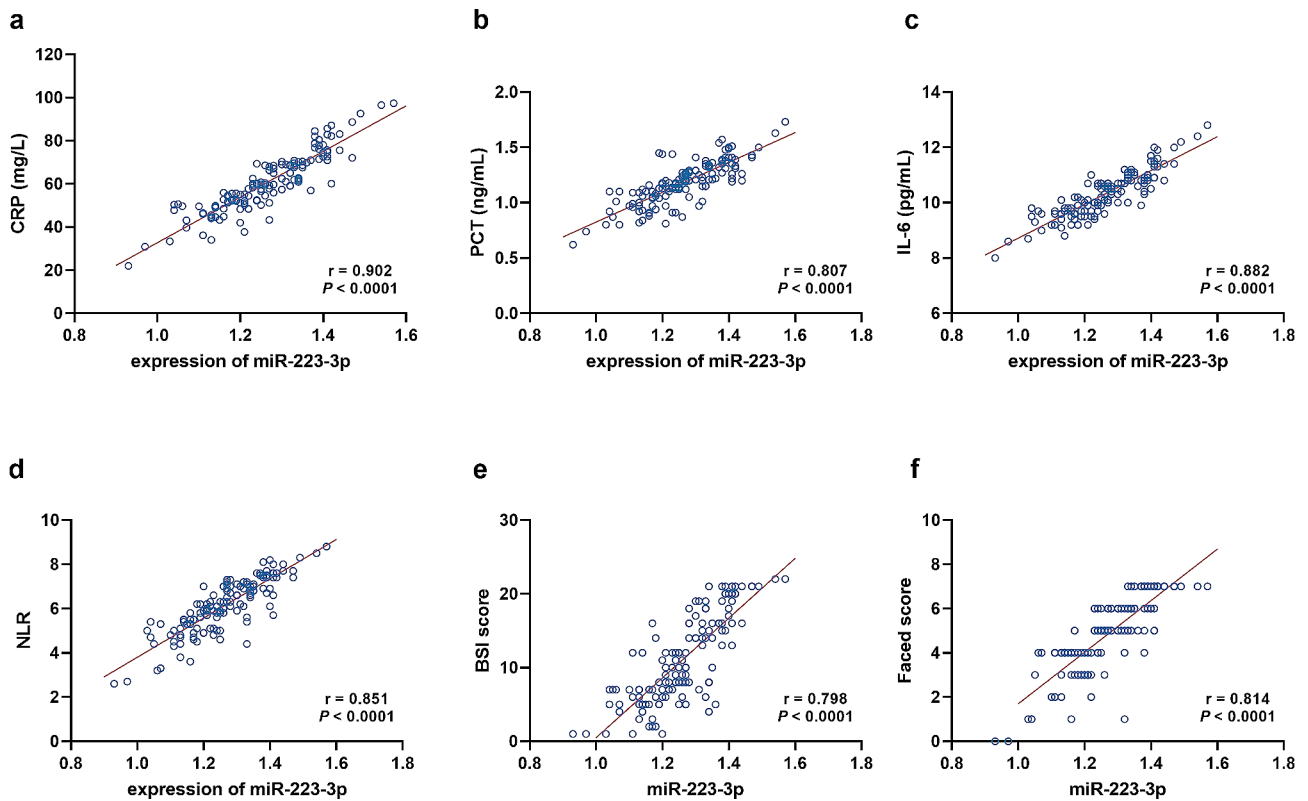 a
120
100
80
60
40
20
0
CRP (mg/L)
r = 0.902
P < 0.0001
0.8 1.0 1.2 1.4 1.6
expression of miR-223-3p
b
2.0
1.5
1.0
0.5
0.0
PCT (ng/mL)
r = 0.807
P < 0.0001
0.8 1.0 1.2 1.4 1.6 1.8
expression of miR-223-3p
c
14
12
10
8
6
IL-6 (pg/mL)
r = 0.882
P < 0.0001
0.8 1.0 1.2 1.4 1.6 1.8
expression of miR-223-3p
d
10
8
6
4
2
0
NLR
r = 0.851
P < 0.0001
0.8 1.0 1.2 1.4 1.6 1.8
expression of miR-223-3p
e
30
20
10
0
BSI score
r = 0.798
P < 0.0001
0.8 1.0 1.2 1.4 1.6 1.8
miR-223-3p
f
10
8
6
4
2
0
Faced score
r = 0.814
P < 0.0001
0.8 1.0 1.2 1.4 1.6 1.8
miR-223-3p